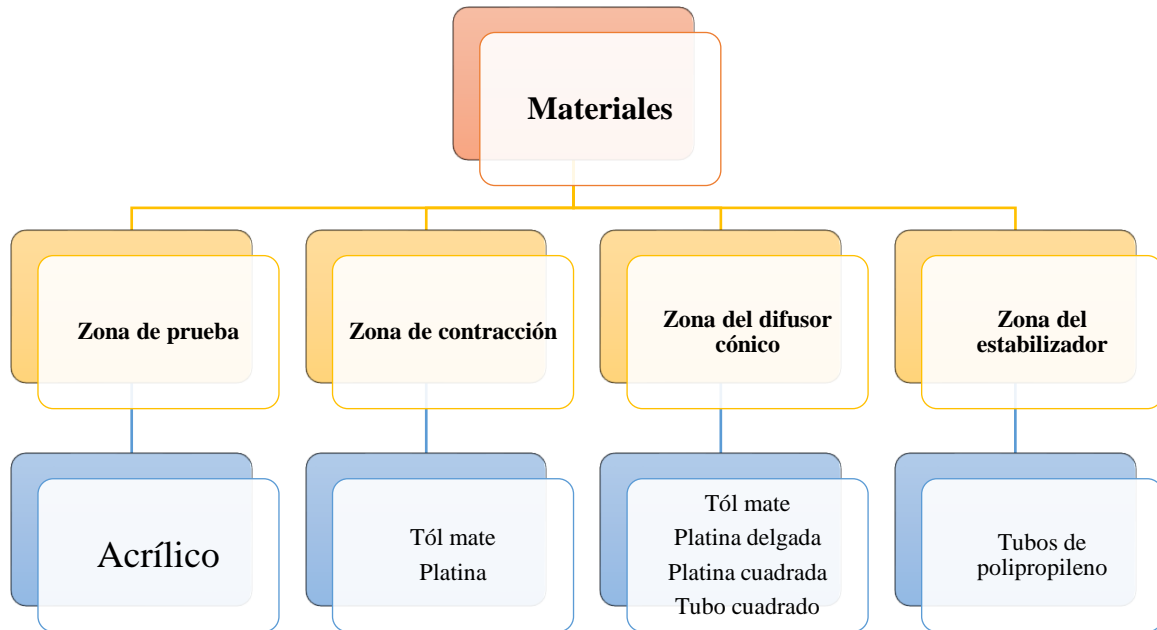 Materiales
Zona de prueba
Zona de contracción
Zona del difusor
cónico
Zona del
estabilizador
Acrílico
Tól mate
Platina
Tól mate
Platina delgada
Platina cuadrada
Tubo cuadrado
Tubos de
polipropileno